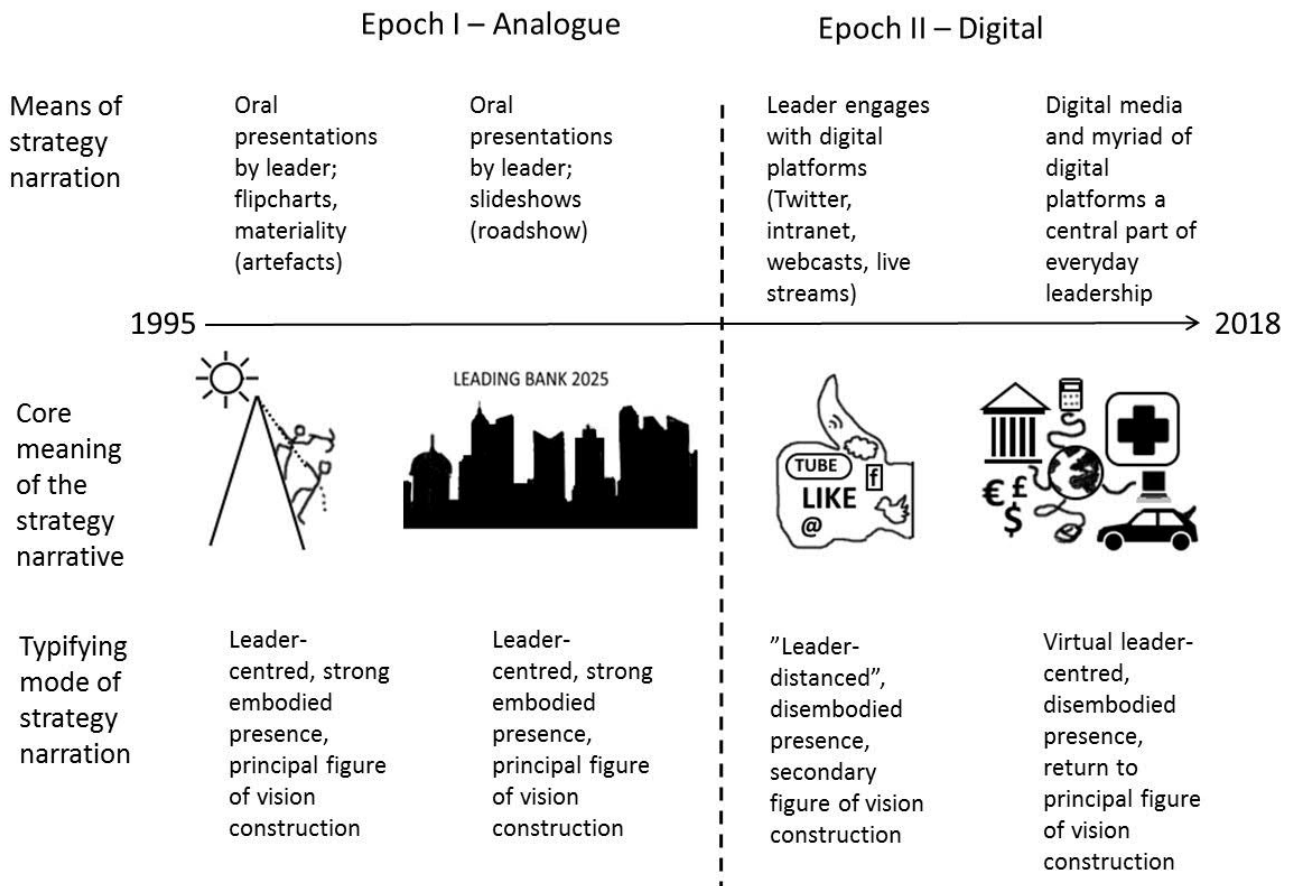 Epoch I – Analogue
Epoch II – Digital
Means of
strategy
narration
Oral
presentations
by leader;
flipcharts,
materiality
(artefacts)
Oral
presentations
by leader;
slideshows
(roadshow)
Leader engages
with digital
platforms
(Twitter,
intranet,
webcasts, live
streams)
Digital media
and myriad of
digital
platforms a
central part of
everyday
leadership
1995
2018
Core
meaning
of the
strategy
narrative
LEADING BANK 2025
TUBE
f
LIKE
@
€ £
$
Typifying
mode of
strategy
narration
Leader-
centred, strong
embodied
presence,
principal figure
of vision
construction
Leader-
centred, strong
embodied
presence,
principal figure
of vision
construction
”Leader-
distanced”,
disembodied
presence,
secondary
figure of vision
construction
Virtual leader-
centred,
disembodied
presence,
return to
principal figure
of vision
construction